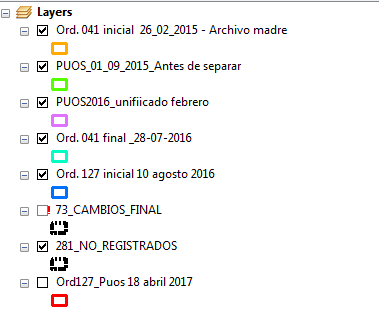 Layers
Ord. 041 inicial  26_02_2015 - Archivo madre
PUOS_01_09_2015_Antes de separar
PUOS2016_unifiicado febrero
Ord. 041 final _28-07-2016
Ord. 127 inicial 10 agosto 2016
73_CAMBIOS_FINAL
281_NO_REGISTRADOS
Ord127_Puos 18 abril 2017